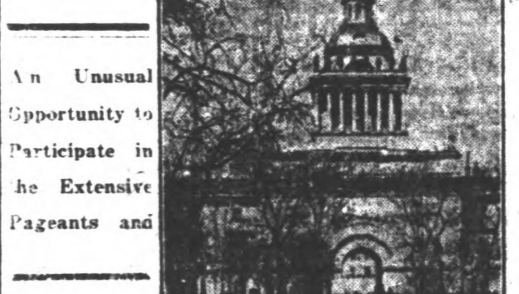 An Unusual
Opportunity to
Participate in
the Extensive
Pageants and